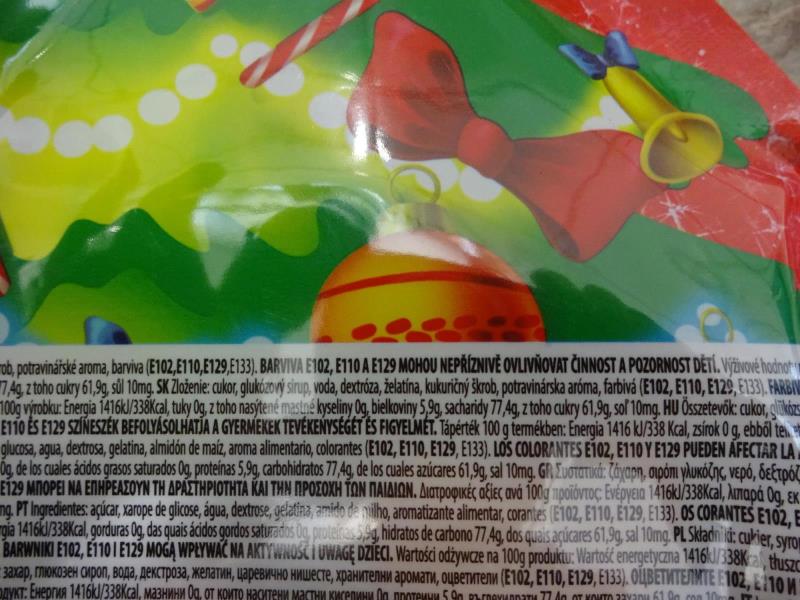 rob, potravinářské aroma, barviva (E102,E110,E129,E133). BARVIVA E102, E110 A E129 MOHOU NEPŘÍZNIVĚ OVLIVŇOVAT ČINNOST A POZORNOST DĚTÍ. Výživové hodnot
77,4g, z toho cukry 61,9g, sůl 10mg. SK Zloženie: cukor, glukózový sirup, voda, dextróza, želatína, kukuričný škrob, potravinárska aróma, farbivá (E102, E110, E129, E133). FARBIV
100g výrobku: Energia 1416kJ/338Kcal, tuky 0g, z toho nasýtené mastné kyseliny 0g, bielkoviny 5,9g, sacharidy 77,4g, z toho cukry 61,9g, soľ 10mg. HU Összetevők: cukor, glükózs
E110 ÉS E129 SZÍNEZÉK BEFOLYÁSOLHATJA A GYERMEKEK TEVÉKENYSÉGÉT ÉS FIGYELMÉT. Tápérték 100 g termékben: Energia 1416 kJ/338 Kcal, zsírok 0 g, ebből telít
glucosa, agua, dextrosa, gelatina, almidón de maíz, aroma alimentario, colorantes (E102, E110, E129, E133). LOS COLORANTES E102, E110 Y E129 PUEDEN AFECTAR LA
0g, de los cuales ácidos grasos saturados 0g, proteínas 5,9g, carbohidratos 77,4g, de los cuales azúcares 61,9g, sal 10mg. GR Συστατικά: ζάχαρη, σιρόπι γλυκόζης, νερό, δεξτρόζ
E129 ΜΠΟΡΕΙ ΝΑ ΕΠΗΡΕΑΣΟΥΝ ΤΗ ΔΡΑΣΤΗΡΙΟΤΗΤΑ ΚΑΙ ΤΗΝ ΠΡΟΣΟΧΗ ΤΩΝ ΠΑΙΔΙΩΝ. Διατροφικές αξίες ανά 100g προϊόντος: Ενέργεια 1416kJ/338Kcal, λιπαρά 0g, εκ
mg. PT Ingredientes: açúcar, xarope de glicose, água, dextrose, gelatina, amido de milho, aromatizante alimentar, corantes (E102, E110, E129, E133). OS CORANTES E102, E
rgia 1416kJ/338Kcal, gorduras 0g, das quais ácidos gordos saturados 0g, proteínas 5,9g, hidratos de carbono 77,4g, dos quais açúcares 61,9g, sal 10mg. PL Składniki: cukier, syrop
BARWNIKI E102, E110 I E129 MOGĄ WPŁYWAĆ NA AKTYWNOŚĆ I UWAGĘ DZIECI. Wartości odżywcze na 100g produktu: Wartość energetyczna 1416kJ/338Kcal, tłuszcz
: захар, глюкозен сироп, вода, декстроза, желатин, царевично нишесте, хранителни аромати, оцветители (E102, E110, E129, E133). ОЦВЕТИТЕЛИТЕ E102, E110 И
одукт: Енергия 1416kJ/338Kcal, мазнини 0g, от които наситени мастни киселини 0g, протеини 5,9g, въглехидрати 77,4g, от които захари 61,9g, сол 10mg.